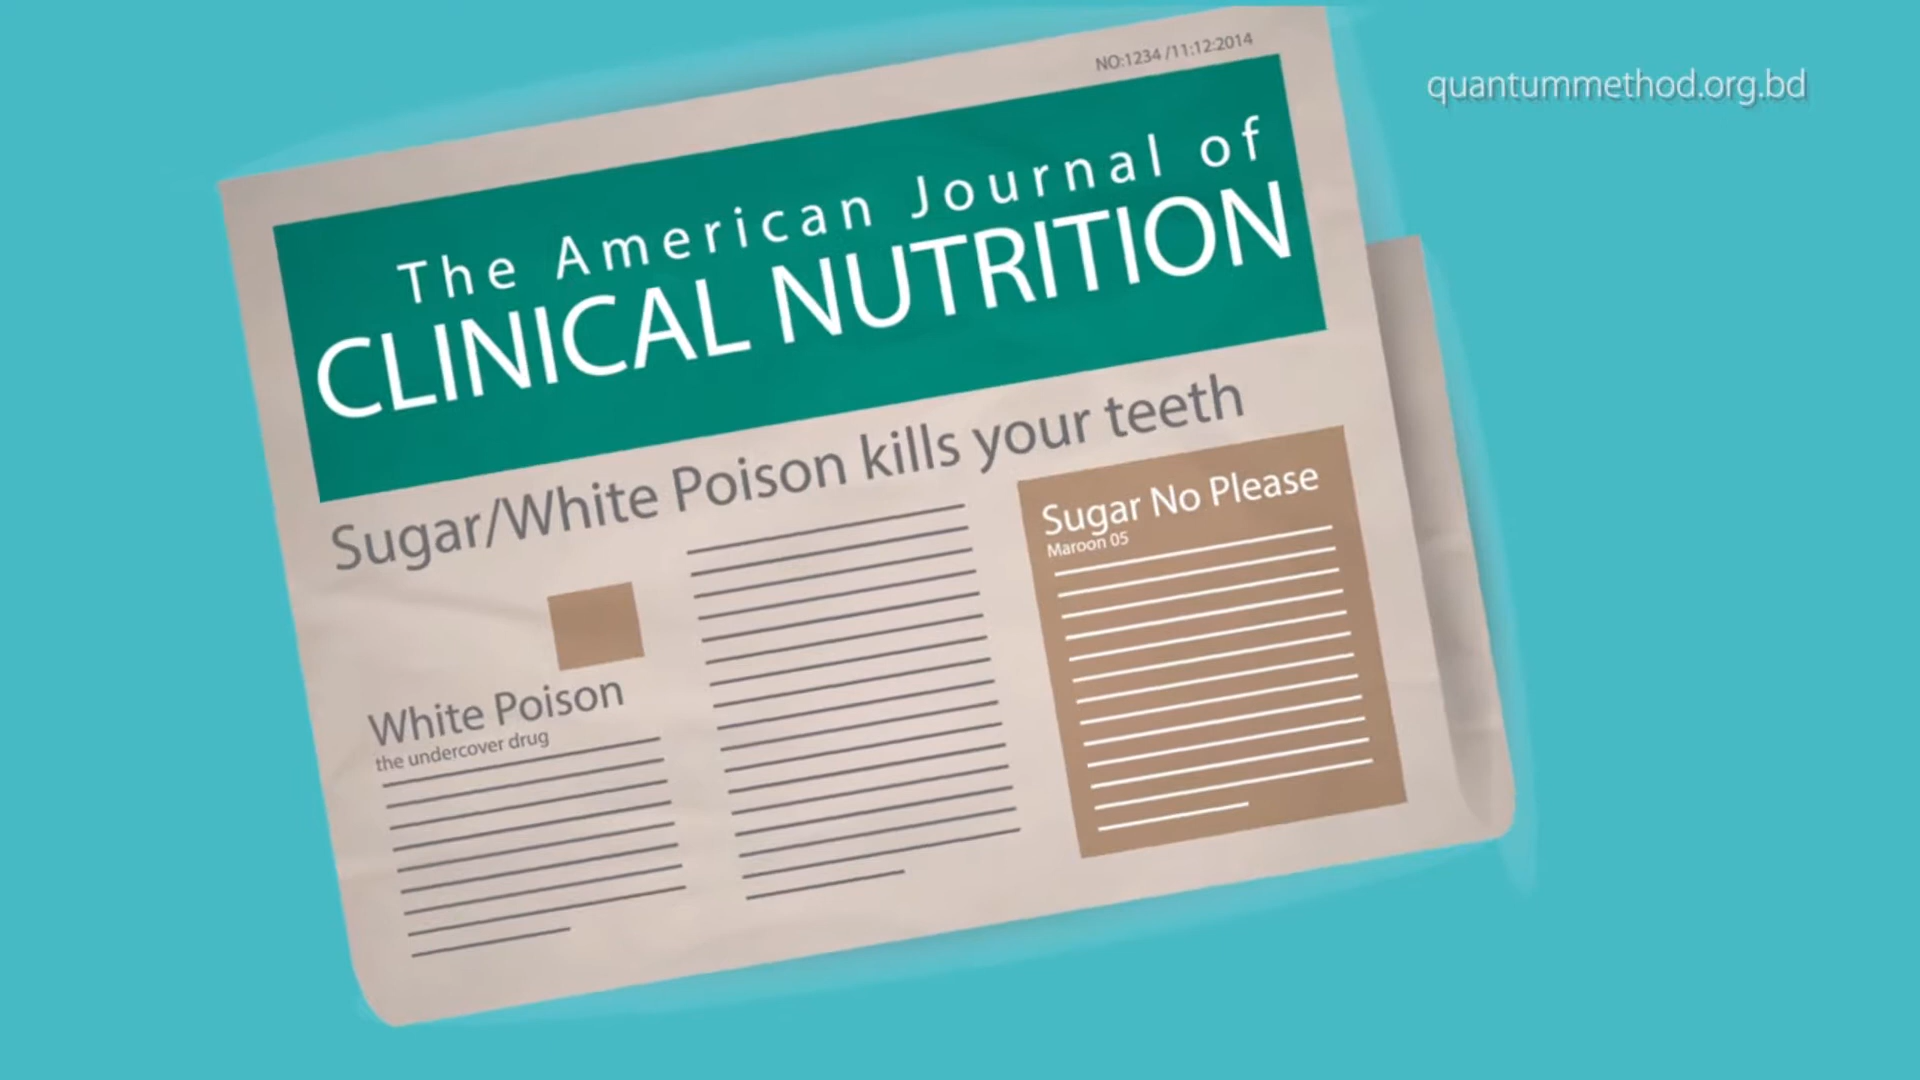 NO:1234 /11:12:2014
quantummethod.org.bd
The American Journal of
CLINICAL NUTRITION
Sugar/White Poison kills your teeth
Sugar No Please
Maroon 05
White Poison
the undercover drug